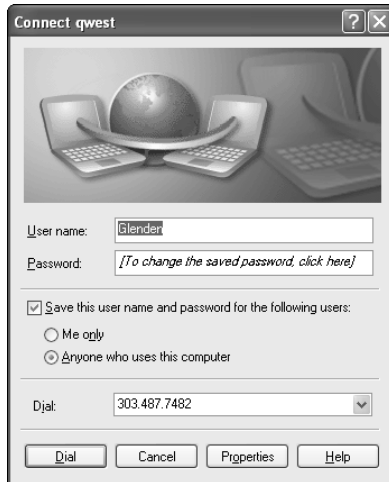 Connect qwest
User name: Glenden
Password: [To change the saved password, click here]
Save this user name and password for the following users:
Me only
Anyone who uses this computer
Dial: 303.487.7482
Dial Cancel Properties Help